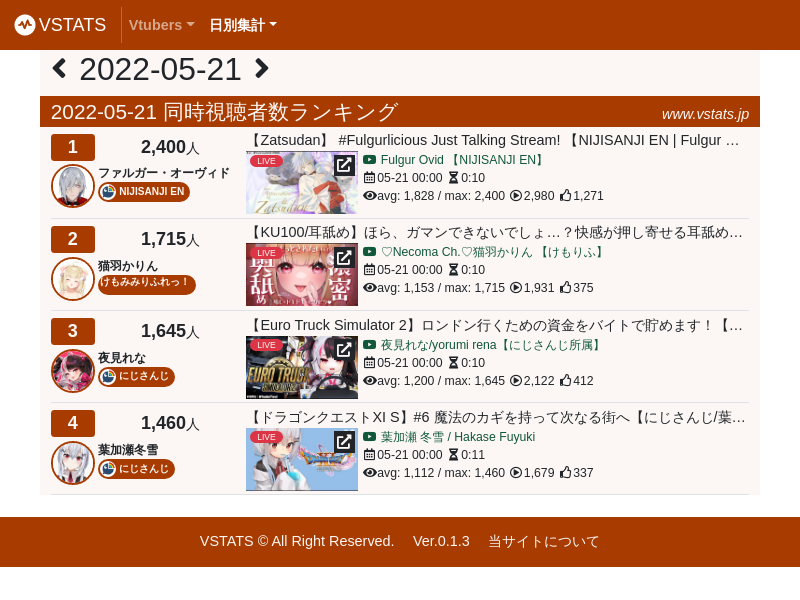 VSTATS Vtubers 日別集計
2022-05-21
2022-05-21 同時視聴者数ランキング www.vstats.jp
1 2,400人
ファルガー・オーヴィド
NIJISANJI EN
【Zatsudan】 #Fulgurlicious Just Talking Stream! 【NIJISANJI EN | Fulgur …
LIVE
Zatsudan
Fulgur Ovid 【NIJISANJI EN】
05-21 00:00 0:10
avg: 1,828 / max: 2,400 2,980 1,271
2 1,715人
猫羽かりん
けもみみりふれっ！
【KU100/耳舐め】ほら、ガマンできないでしょ…？快感が押し寄せる耳舐め…
LIVE
奥舐め
濃密
♡Necoma Ch.♡猫羽かりん 【けもりふ】
05-21 00:00 0:10
avg: 1,153 / max: 1,715 1,931 375
3 1,645人
夜見れな
にじさんじ
【Euro Truck Simulator 2】ロンドン行くための資金をバイトで貯めます！【…
LIVE
EURO TRUCK
SIMULATOR 2
夜見れな/yorumi rena【にじさんじ所属】
05-21 00:00 0:10
avg: 1,200 / max: 1,645 2,122 412
4 1,460人
葉加瀬冬雪
にじさんじ
【ドラゴンクエストXI S】#6 魔法のカギを持って次なる街へ【にじさんじ/葉…
LIVE
葉加瀬 冬雪 / Hakase Fuyuki
05-21 00:00 0:11
avg: 1,112 / max: 1,460 1,679 337
VSTATS © All Right Reserved. Ver.0.1.3 当サイトについて